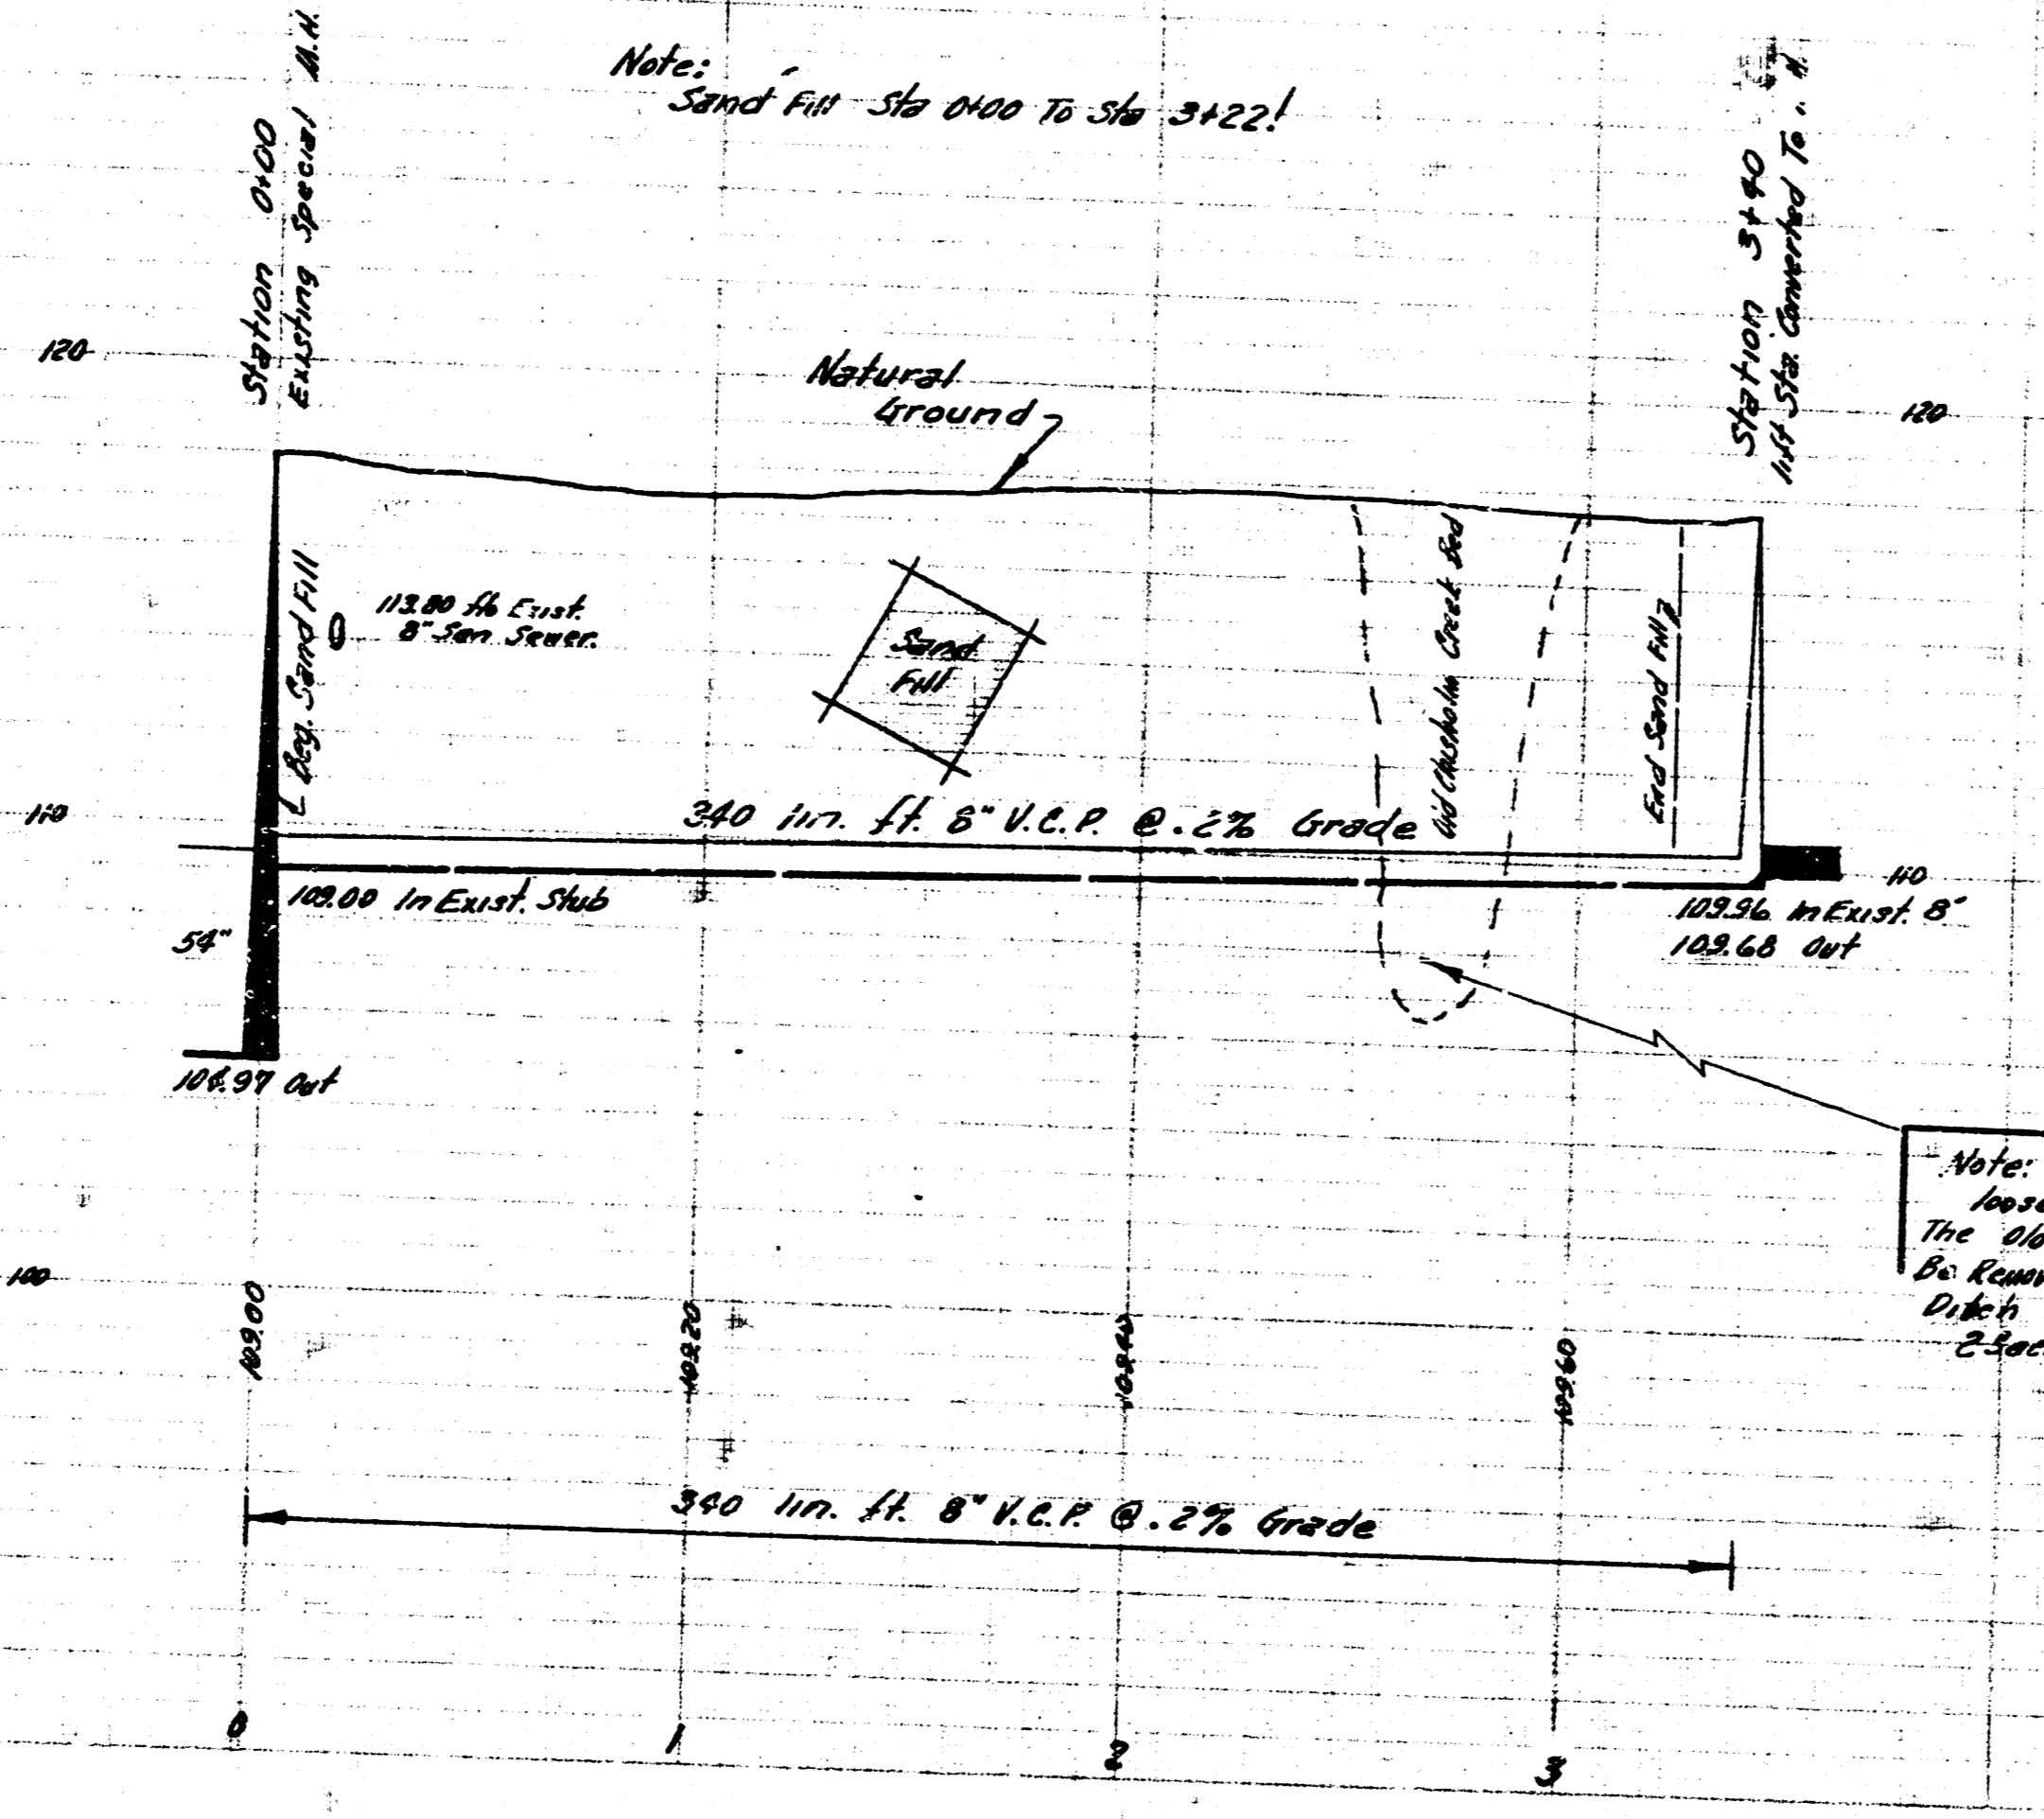 Note:
Sand Fill Sta 0+00 To Sta 3+22!
Station 0+00
Existing Special M.H.
Station 3+40
Lift Sta. Converted To
120
120
Natural
Ground
Beg. Sand Fill
113.80 Exist.
8" San Sewer.
Sand
Fill
Old Chisholm Creek Bed
End Sand Fill
110
340 lin. ft. 8" V.C.P. @ .2% Grade
110
109.00 In Exist. Stub
109.96 In Exist. 8"
109.68 Out
54"
Out
Note:
The
Ditch
100
109.00
109.20
109.40
109.60
340 lin. ft. 8" V.C.P. @ .2% Grade
0
1
2
3